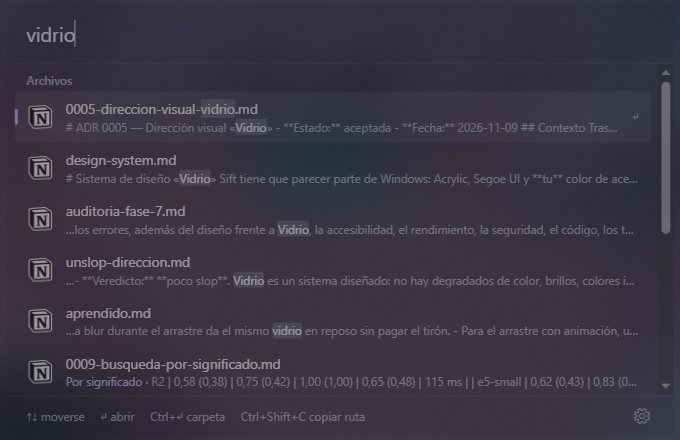 vidrio
Archivos
0005-direccion-visual-vidrio.md
# ADR 0005 — Dirección visual «Vidrio» - **Estado:** aceptada - **Fecha:** 2026-11-09 ## Contexto Tras...
design-system.md
# Sistema de diseño «Vidrio» Sift tiene que parecer parte de Windows: Acrylic, Segoe UI y **tu** color de ace...
auditoria-fase-7.md
...los errores, además del diseño frente a Vidrio, la accesibilidad, el rendimiento, la seguridad, el código, los t...
unslop-direccion.md
...- **Veredicto:** **poco slop**. Vidrio es un sistema diseñado: no hay degradados de color, brillos, colores i...
aprendido.md
...a blur durante el arrastre da el mismo vidrio en reposo sin pagar el tirón. - Para el arrastre con animación, u...
0009-busqueda-por-significado.md
Por significado · R2 | 0,58 (0,38) | 0,75 (0,42) | 1,00 (1,00) | 0,65 (0,48) | 115 ms | | e5-small | 0,62 (0,43) | 0,83 (0...
↑↓ moverse ↵ abrir Ctrl+↵ carpeta Ctrl+Shift+C copiar ruta